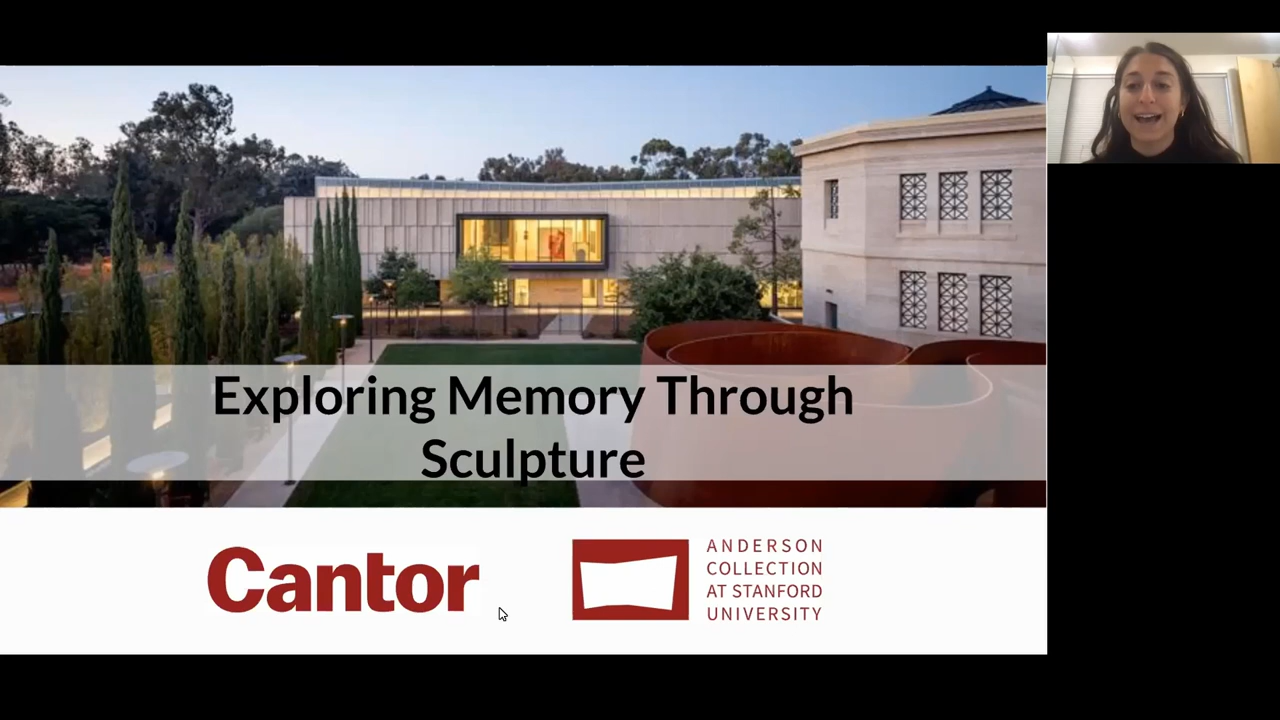 Exploring Memory Through
Sculpture
Cantor
ANDERSON
COLLECTION
AT STANFORD
UNIVERSITY